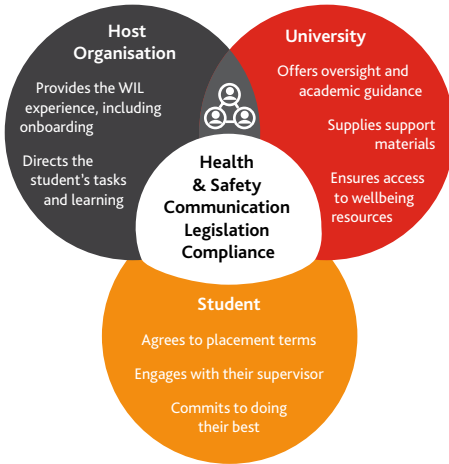 Host
Organisation
Provides the WIL
experience, including
onboarding
Directs the
student's tasks
and learning
University
Offers oversight and
academic guidance
Supplies support
materials
Ensures access
to wellbeing
resources
Health
& Safety
Communication
Legislation
Compliance
Student
Agrees to placement terms
Engages with their supervisor
Commits to doing
their best